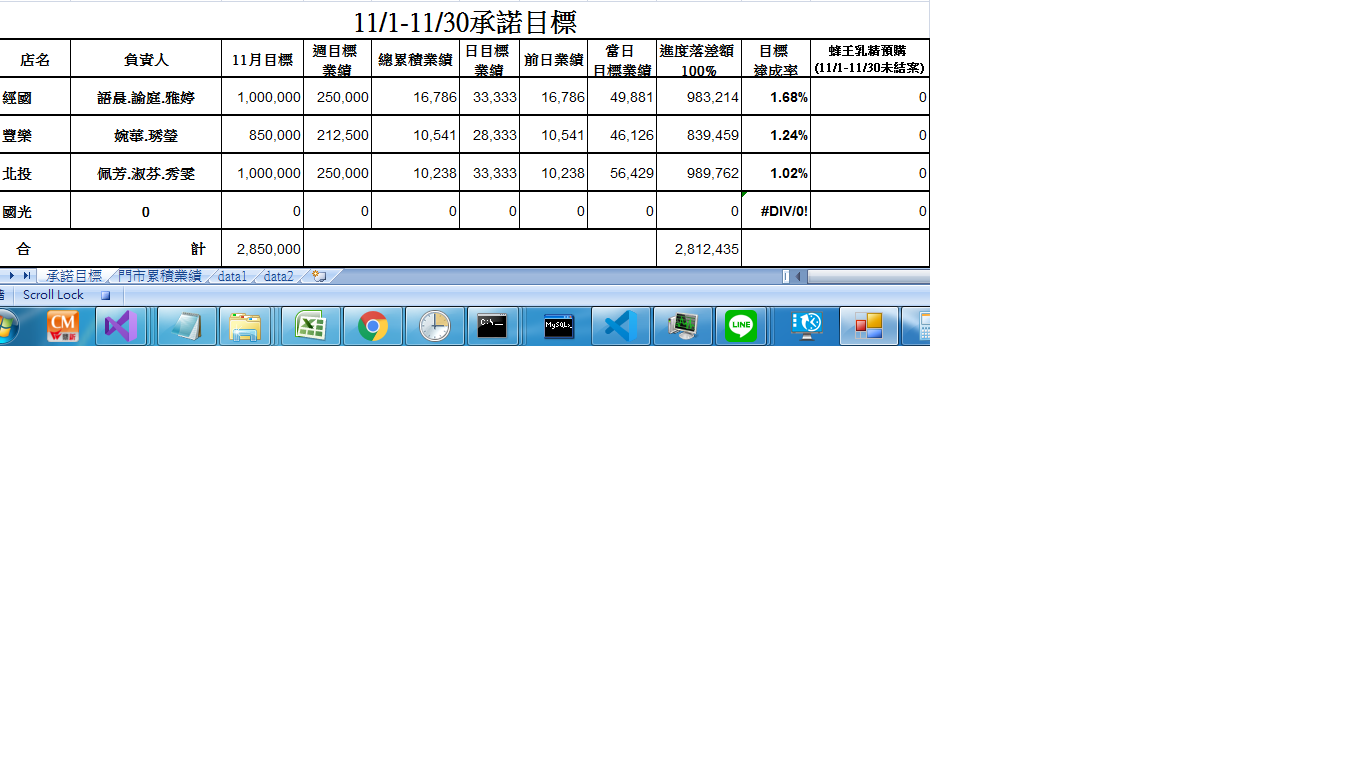 11/1-11/30承諾目標
店名 負責人 11月目標 週目標業績 總累積業績 日目標業績 前日業績 當日目標業績 進度落差額100% 目標達成率 蜂王乳精預購(11/1-11/30未結案)
經國 語晨.諭庭.雅婷 1,000,000 250,000 16,786 33,333 16,786 49,881 983,214 1.68% 0
豐樂 婉華.琇瑩 850,000 212,500 10,541 28,333 10,541 46,126 839,459 1.24% 0
北投 佩芳.淑芬.秀雯 1,000,000 250,000 10,238 33,333 10,238 56,429 989,762 1.02% 0
國光 0 0 0 0 0 0 0 0 #DIV/0! 0
合 計 2,850,000 2,812,435
承諾目標 門市累積業績 data1 data2
Scroll Lock
CM C:\_ MySQL> LINE